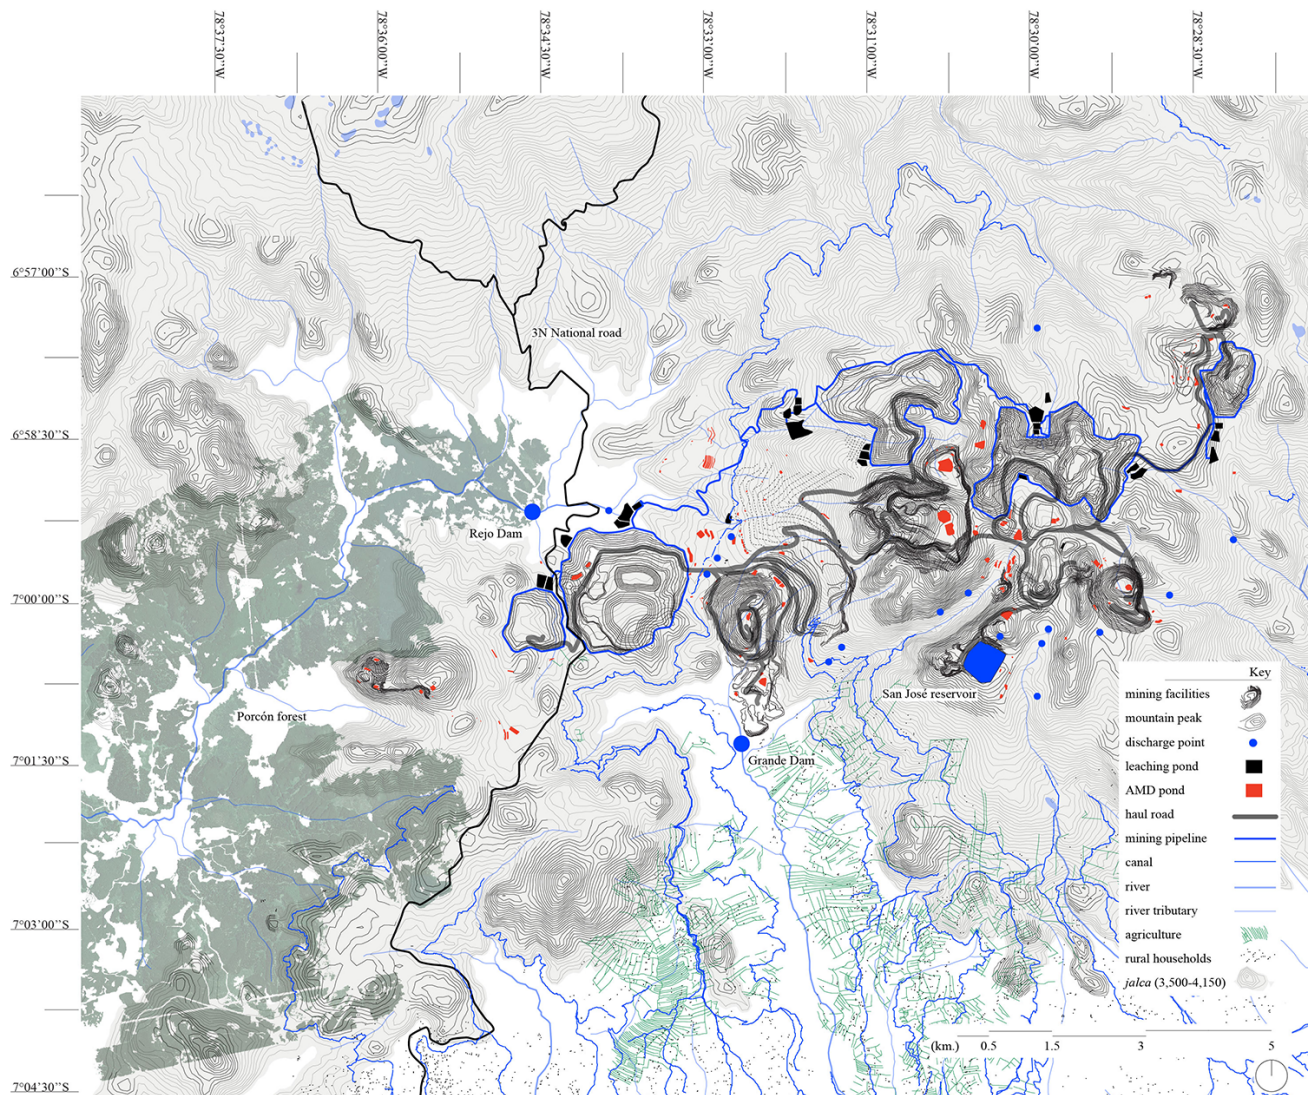 78°37'30''W
78°36'00''W
78°34'30''W
78°33'00''W
78°31'00''W
78°30'00''W
78°28'30''W
6°57'00''S
3N National road
6°58'30''S
Rejo Dam
7°00'00''S
San José reservoir
Key
mining facilities
mountain peak
discharge point
leaching pond
AMD pond
haul road
mining pipeline
canal
river
river tributary
agriculture
rural households
jalca (3,500-4,150)
Porcón forest
7°01'30''S
Grande Dam
7°03'00''S
(km.) 0.5 1.5 3 5
7°04'30''S